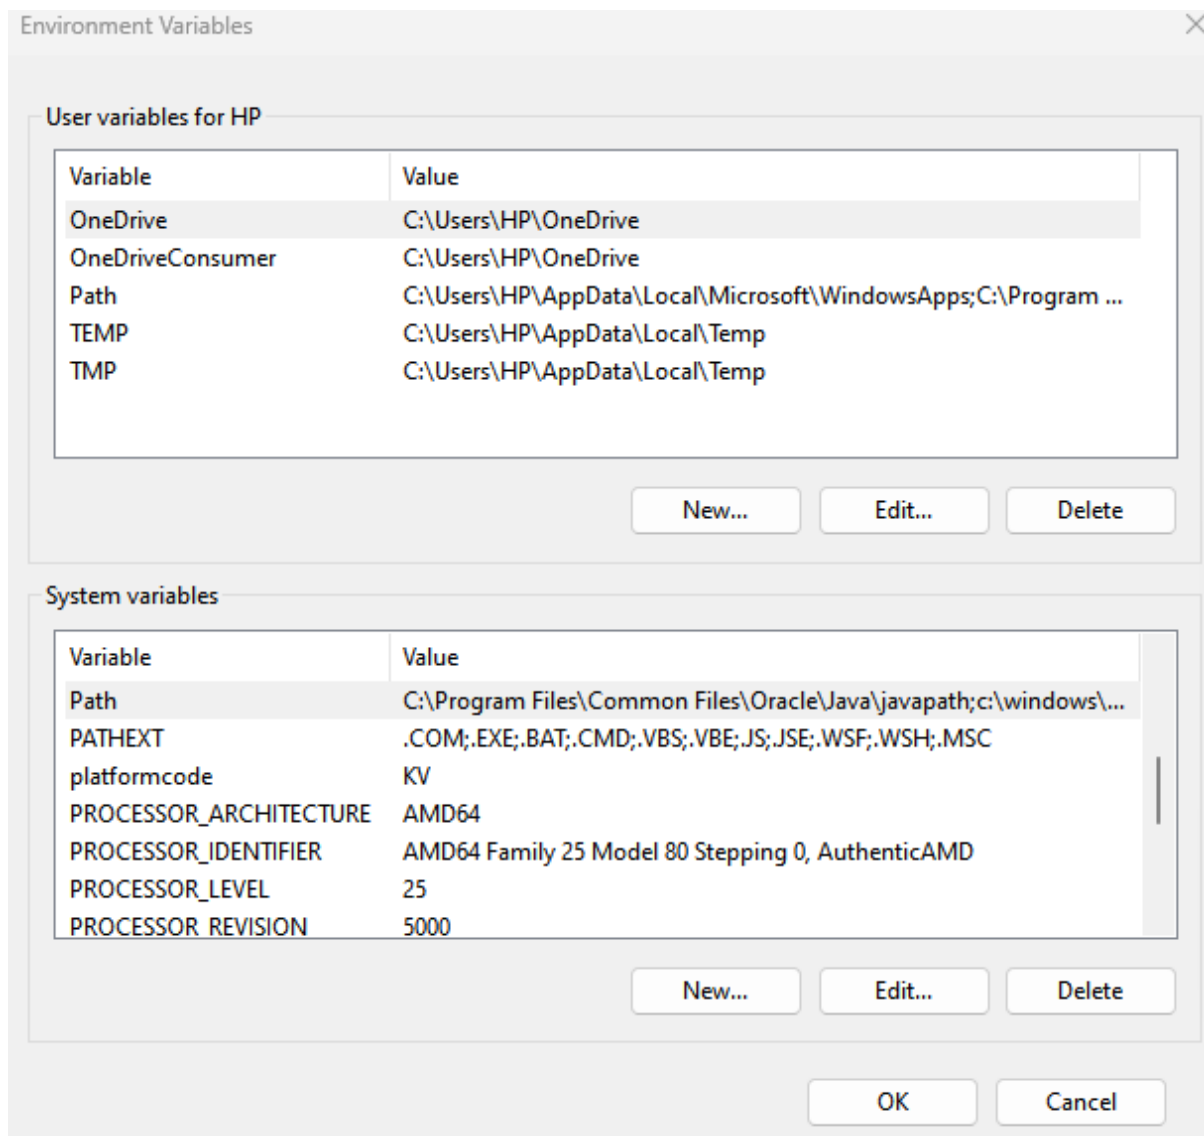 Environment Variables
User variables for HP
Variable Value
OneDrive C:\Users\HP\OneDrive
OneDriveConsumer C:\Users\HP\OneDrive
Path C:\Users\HP\AppData\Local\Microsoft\WindowsApps;C:\Program ...
TEMP C:\Users\HP\AppData\Local\Temp
TMP C:\Users\HP\AppData\Local\Temp
New... Edit... Delete
System variables
Variable Value
Path C:\Program Files\Common Files\Oracle\Java\javapath;c:\windows\...
PATHEXT .COM;.EXE;.BAT;.CMD;.VBS;.VBE;.JS;.JSE;.WSF;.WSH;.MSC
platformcode KV
PROCESSOR_ARCHITECTURE AMD64
PROCESSOR_IDENTIFIER AMD64 Family 25 Model 80 Stepping 0, AuthenticAMD
PROCESSOR_LEVEL 25
PROCESSOR_REVISION 5000
New... Edit... Delete
OK Cancel